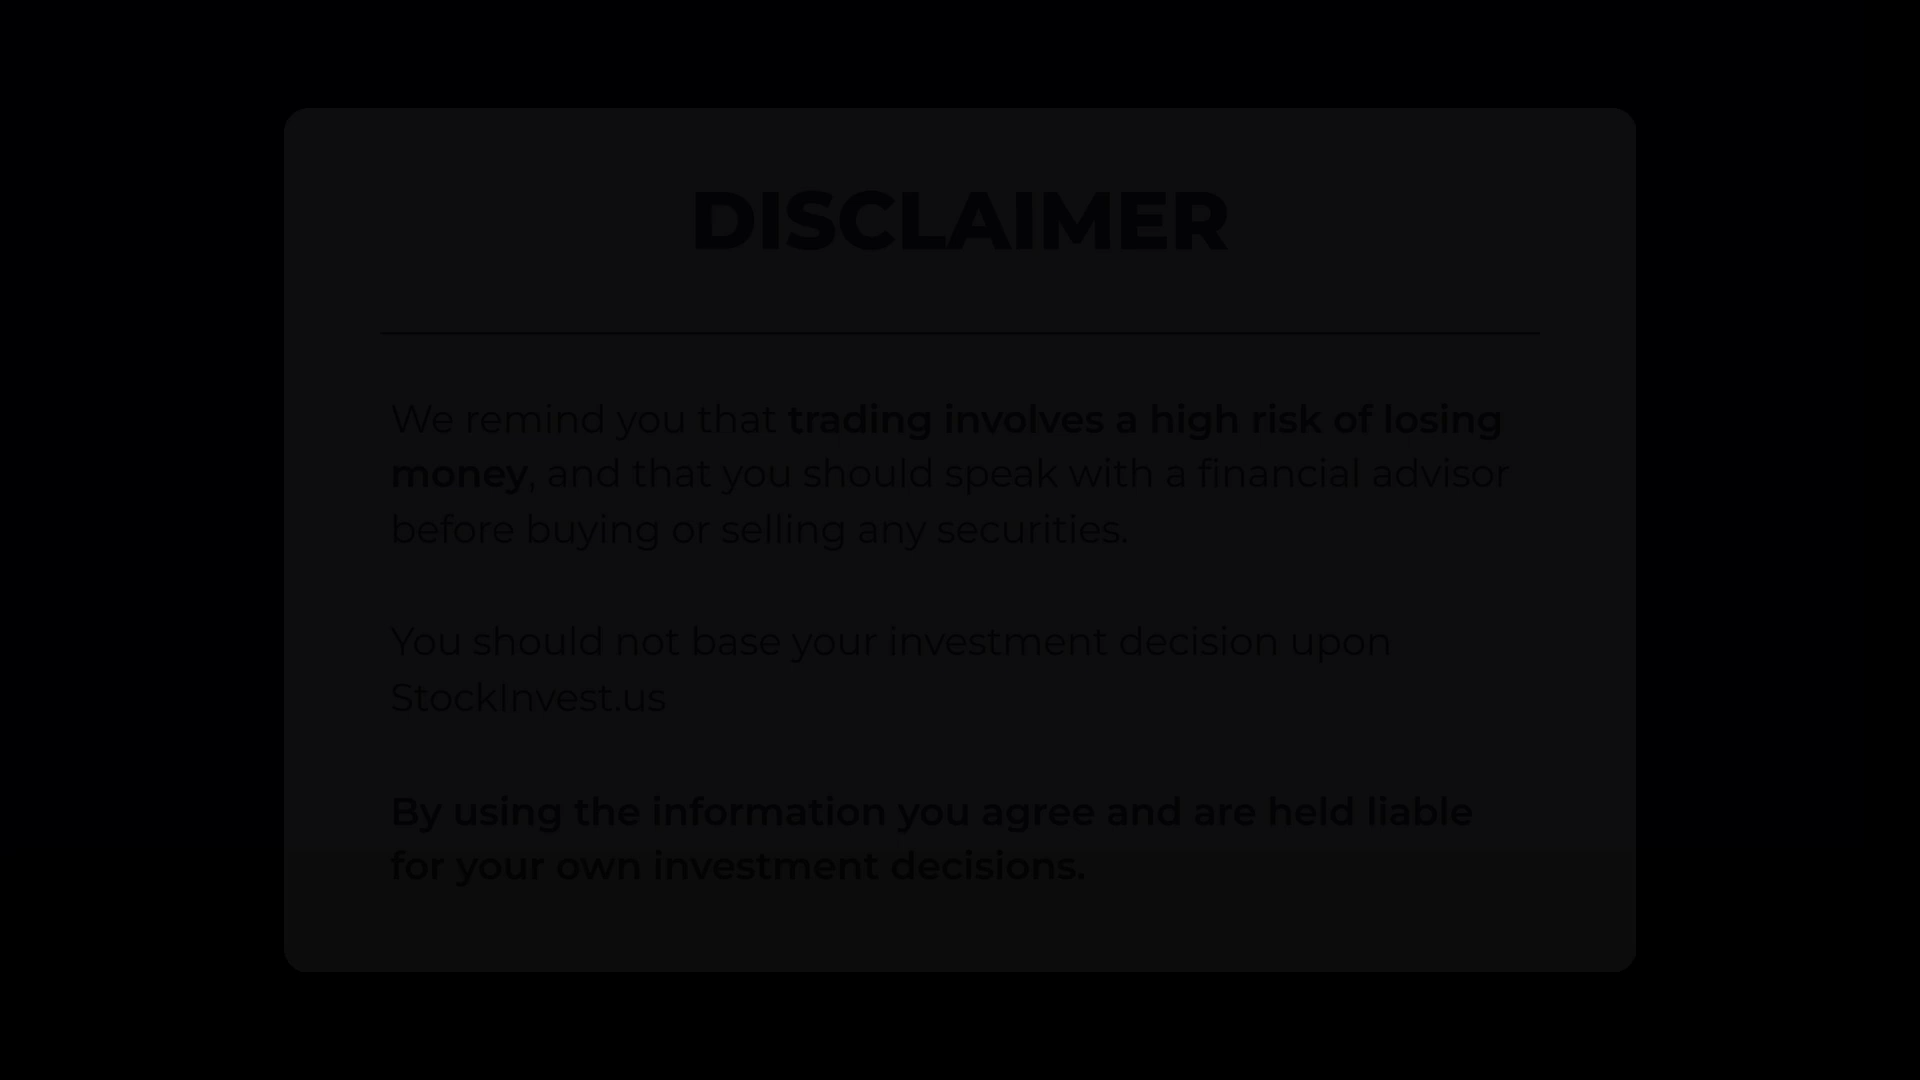 DISCLAIMER
We remind you that trading involves a high risk of losing
money, and that you should speak with a financial advisor
before buying or selling any securities.
You should not base your investment decision upon
StockInvest.us
By using the information you agree and are held liable
for your own investment decisions.